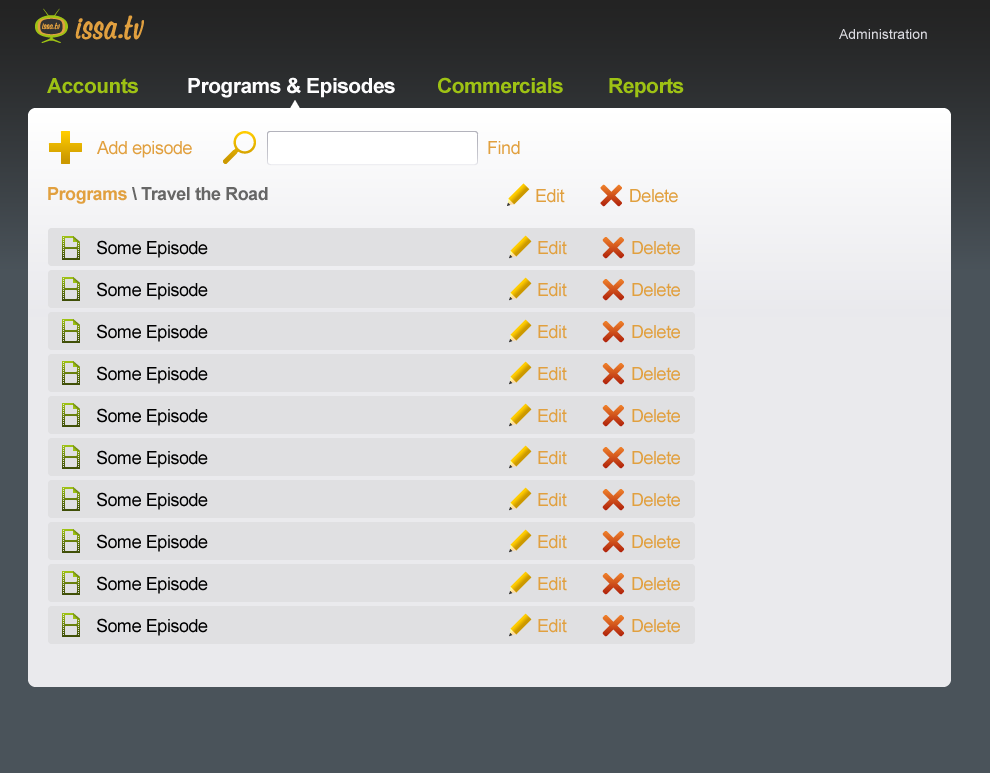 issa.tv issa.tv
Administration
Accounts Programs & Episodes Commercials Reports
Add episode Find
Programs \ Travel the Road Edit Delete
Some Episode Edit Delete
Some Episode Edit Delete
Some Episode Edit Delete
Some Episode Edit Delete
Some Episode Edit Delete
Some Episode Edit Delete
Some Episode Edit Delete
Some Episode Edit Delete
Some Episode Edit Delete
Some Episode Edit Delete